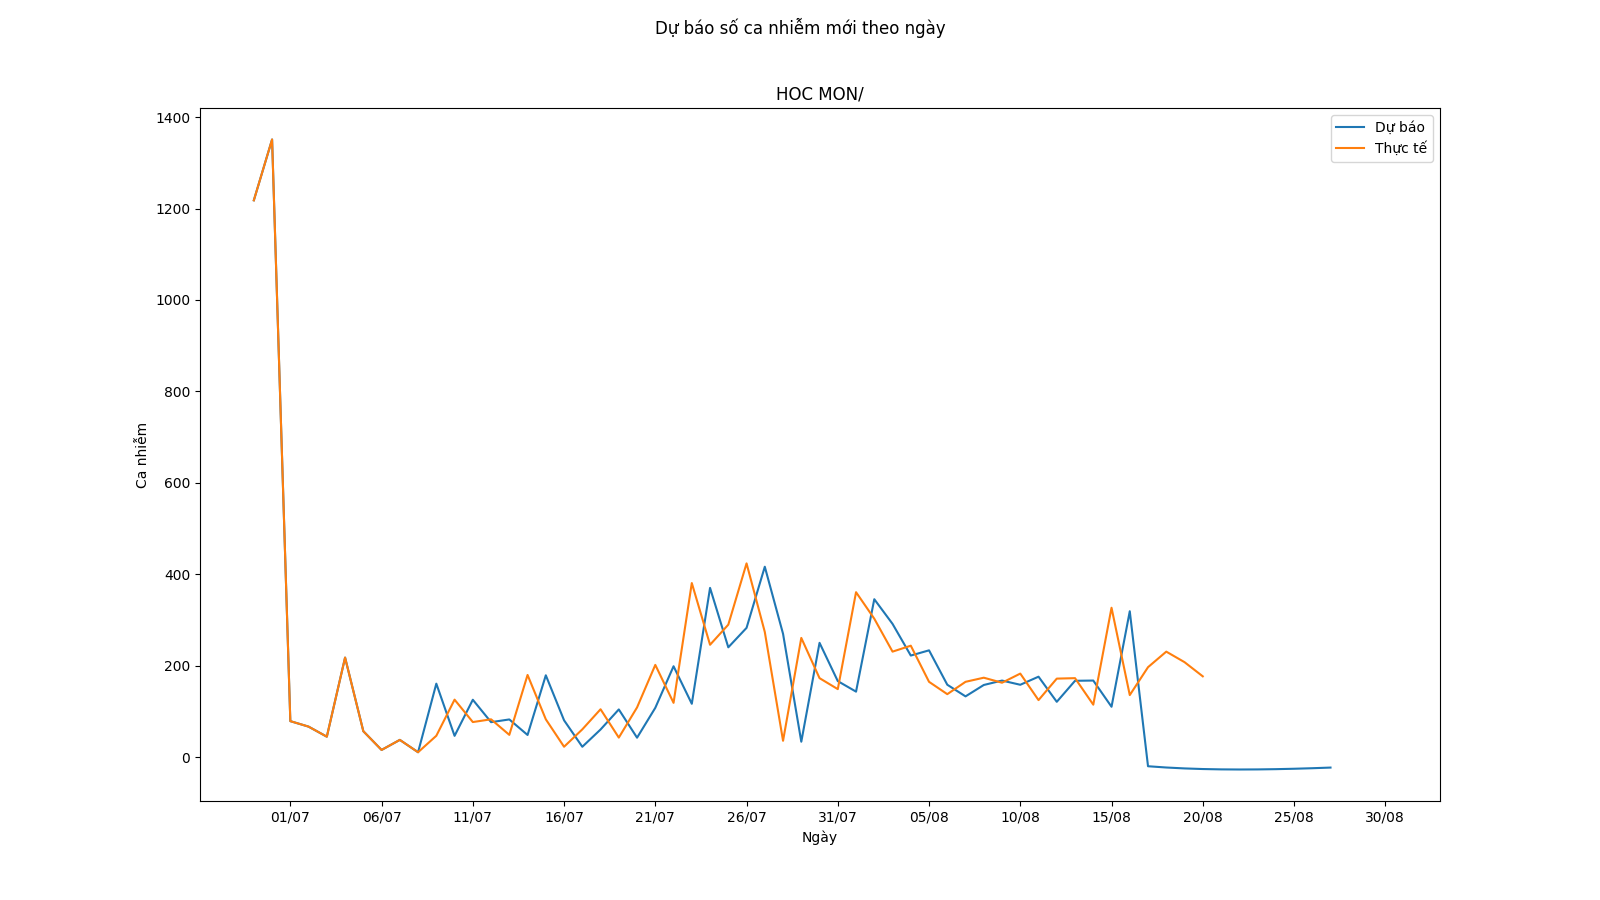 Dự báo số ca nhiễm mới theo ngày
HOC MON/
Dự báo
Thực tế
1400
1200
1000
800
600
400
200
0
Ca nhiễm
01/07 06/07 11/07 16/07 21/07 26/07 31/07 05/08 10/08 15/08 20/08 25/08 30/08
Ngày